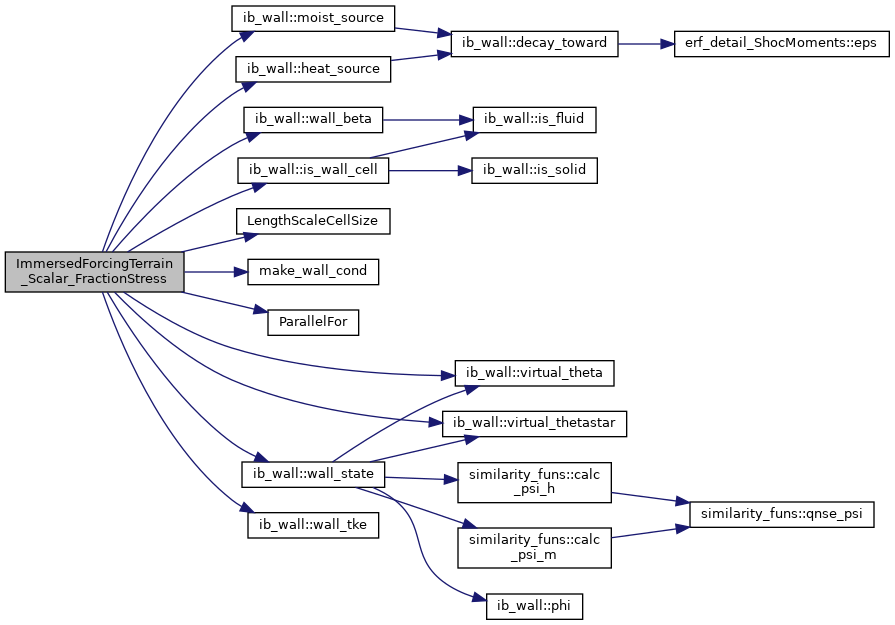 ib_wall::moist_source
ib_wall::decay_toward
erf_detail_ShocMoments::eps
ib_wall::heat_source
ib_wall::wall_beta
ib_wall::is_fluid
ib_wall::is_wall_cell
ib_wall::is_solid
LengthScaleCellSize
ImmersedForcingTerrain
_Scalar_FractionStress
make_wall_cond
ParallelFor
ib_wall::virtual_theta
ib_wall::virtual_thetastar
ib_wall::wall_state
similarity_funs::calc
_psi_h
similarity_funs::qnse_psi
ib_wall::wall_tke
similarity_funs::calc
_psi_m
ib_wall::phi